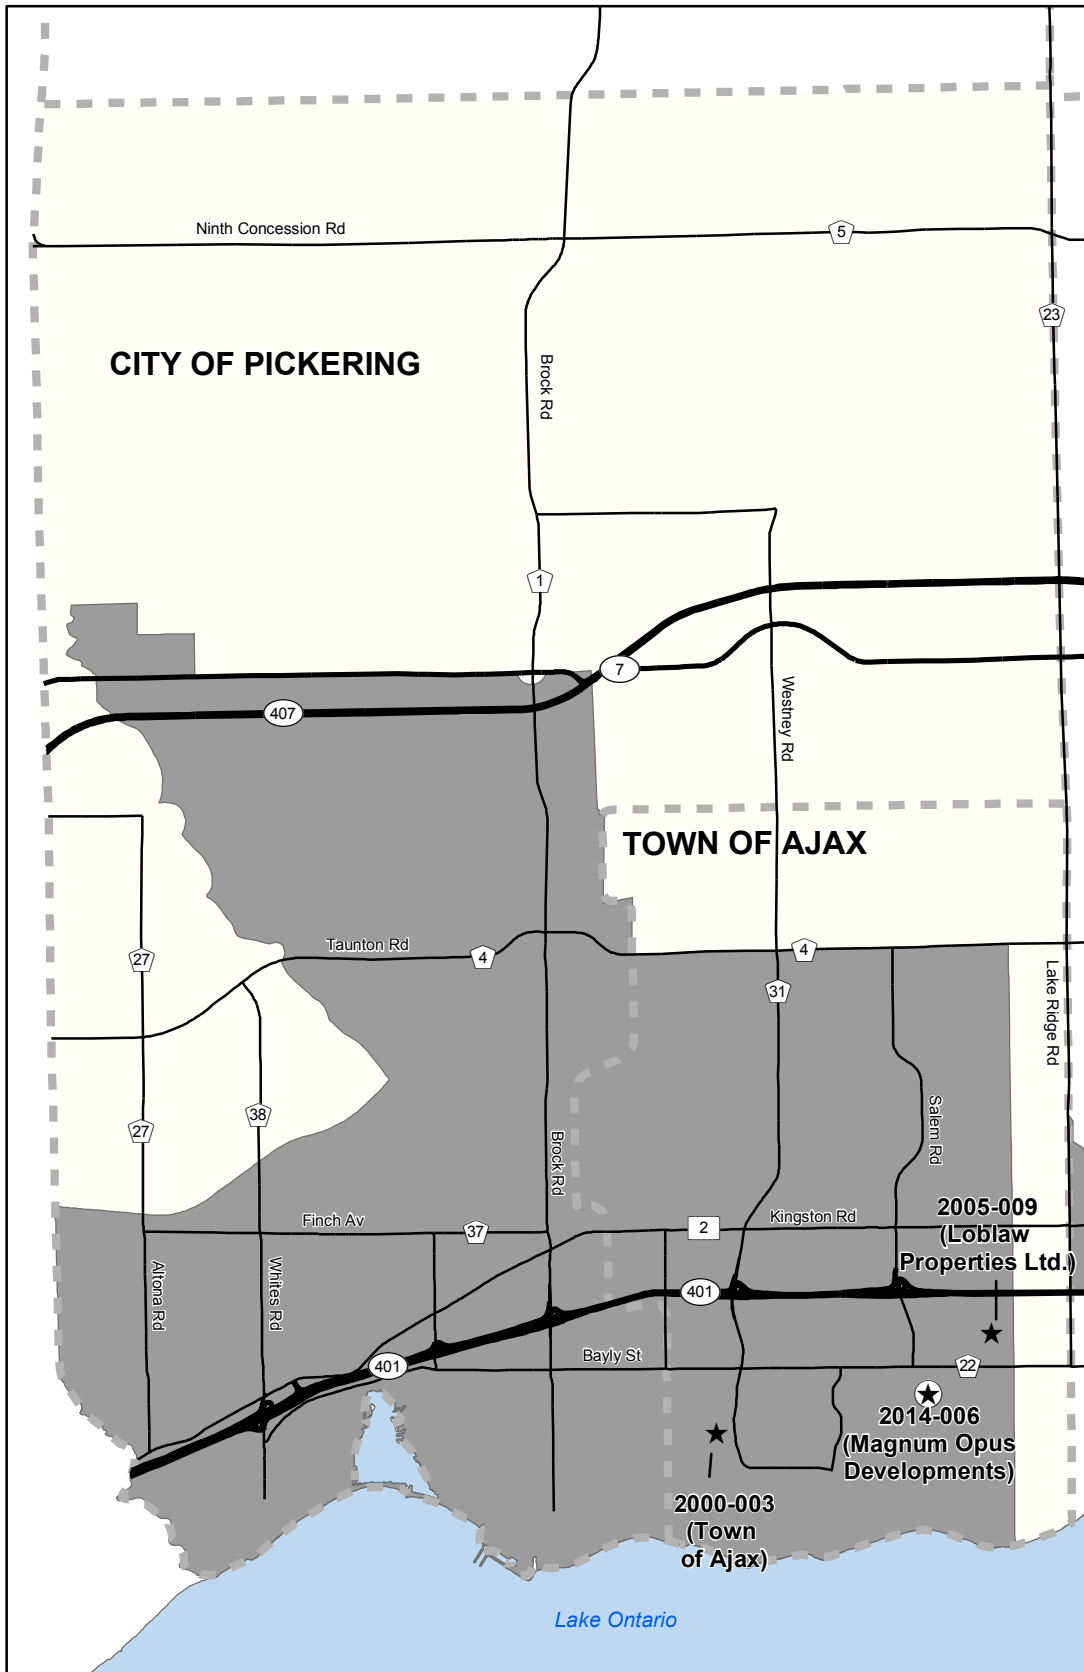 Ninth Concession Rd
5
23
CITY OF PICKERING
Brock Rd
1
7
Westney Rd
407
TOWN OF AJAX
Taunton Rd
4
4
27
31
Lake Ridge Rd
38
27
Salem Rd
Brock Rd
2005-009
(Loblaw
Properties Ltd.)
Finch Av
37
2
Kingston Rd
Altona Rd
Whites Rd
401
401
Bayly St
22
2014-006
(Magnum Opus
Developments)
2000-003
(Town
of Ajax)
Lake Ontario